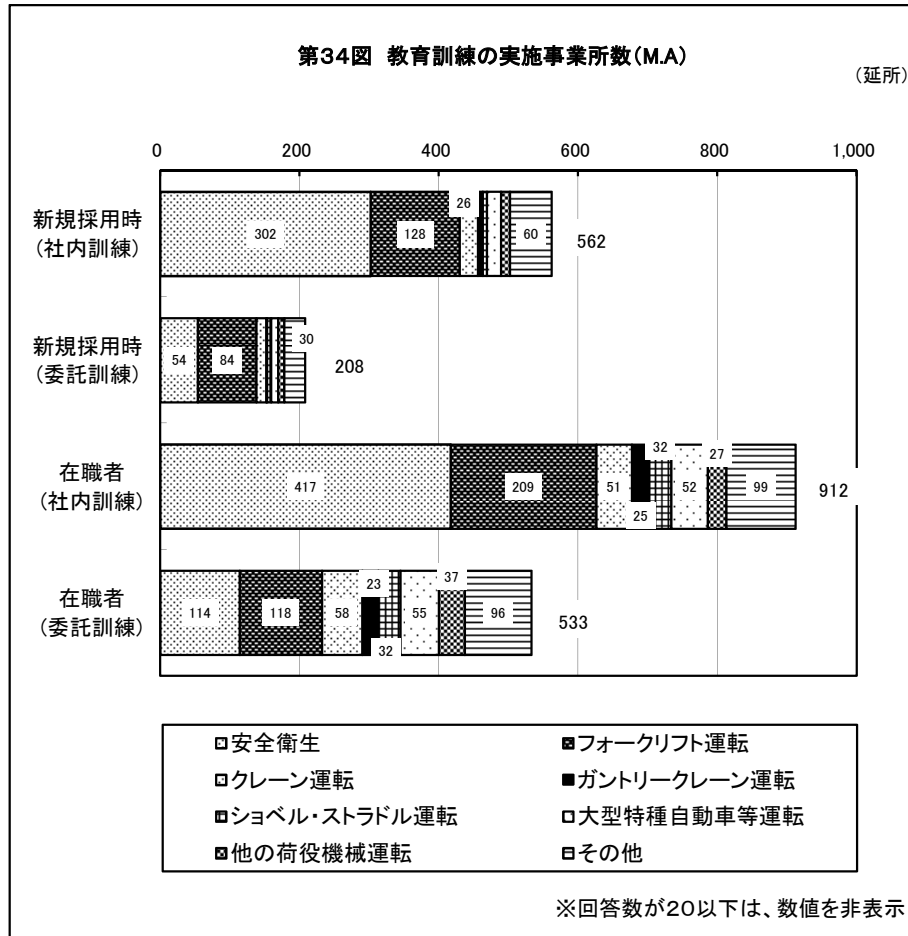 第34図 教育訓練の実施事業所数(M.A)
(延所)
0 200 400 600 800 1,000
新規採用時
(社内訓練)
302 128 26 60 562
新規採用時
(委託訓練)
54 84 30 208
在職者
(社内訓練)
417 209 51 25 32 52 27 99 912
在職者
(委託訓練)
114 118 58 32 23 55 37 96 533
安全衛生 フォークリフト運転
クレーン運転 ガントリークレーン運転
ショベル・ストラドル運転 大型特種自動車等運転
他の荷役機械運転 その他
※回答数が20以下は、数値を非表示